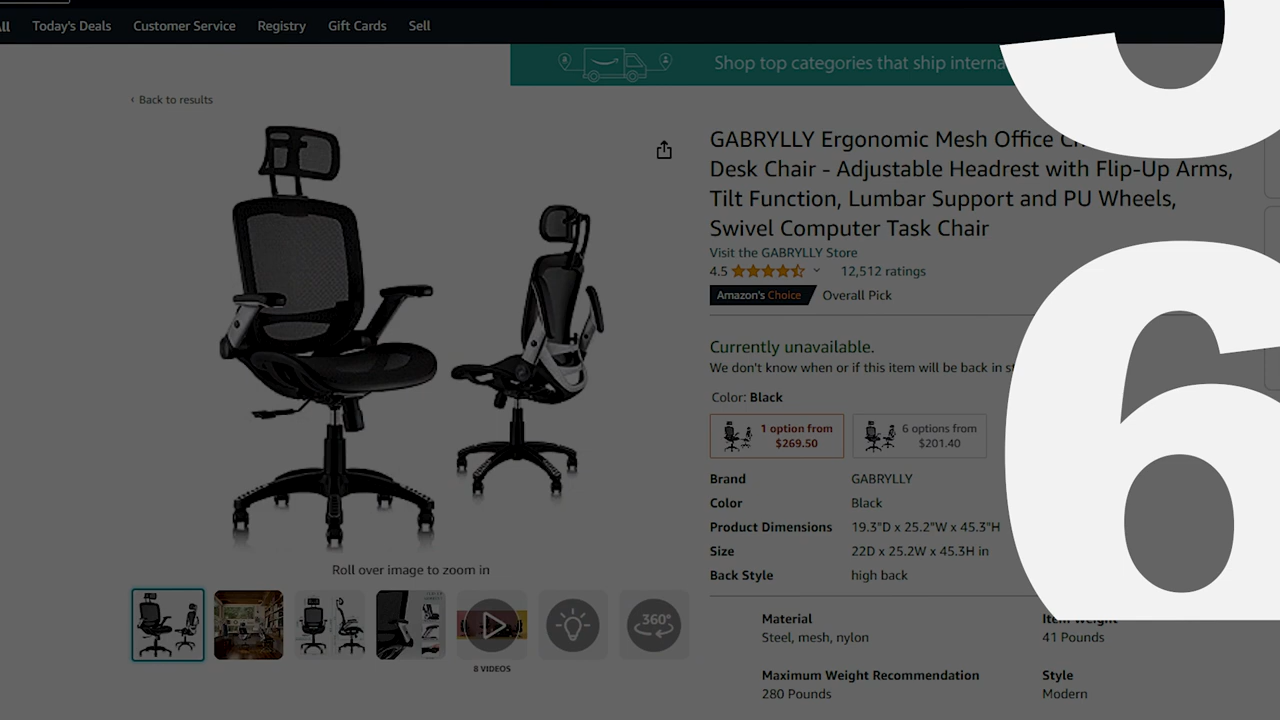 Today's Deals Customer Service Registry Gift Cards Sell
Shop top categories that ship
‹ Back to results
GABRYLLY Ergonomic Mesh Office
Desk Chair - Adjustable Headrest with Flip-Up Arms,
Tilt Function, Lumbar Support and PU Wheels,
Swivel Computer Task Chair
Visit the GABRYLLY Store
4.5 12,512 ratings
Amazon's Choice Overall Pick
Currently unavailable.
We don't know when or if this item will be back in
Color: Black
1 option from
$269.50
6 options from
$201.40
Brand GABRYLLY
Color Black
Product Dimensions 19.3"D x 25.2"W x 45.3"H
Size 22D x 25.2W x 45.3H in
Back Style high back
Roll over image to zoom in
360°
8 VIDEOS
Material
Steel, mesh, nylon
Item Weight
41 Pounds
Maximum Weight Recommendation
280 Pounds
Style
Modern
6